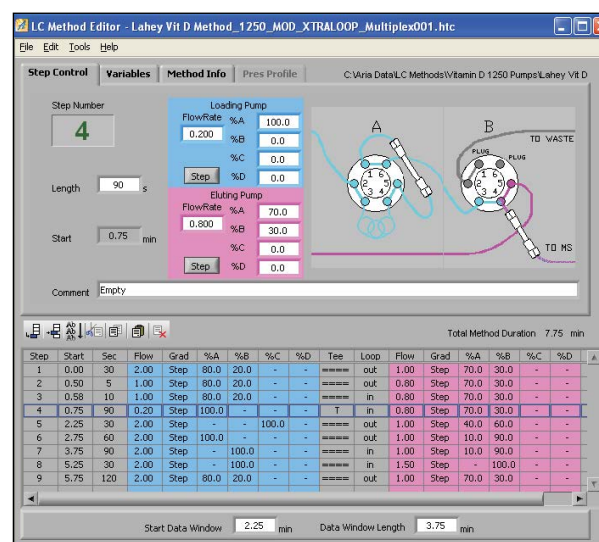 LC Method Editor - Lahey Vit D Method_1250_MOD_XTRALOOP_Multiplex001.htc
File Edit Tools Help
Step Control Variables Method Info Pres Profile C:\Aria Data\LC Methods\Vitamin D 1250 Pumps\Lahey Vit D
Step Number
4
Length 90 s
Start 0.75 min
Loading Pump
FlowRate %A 100.0
0.200 %B 0.0
%C 0.0
Step %D 0.0
Eluting Pump
FlowRate %A 70.0
0.800 %B 30.0
%C 0.0
Step %D 0.0
A
1 6
2 5
3 4
B
TO WASTE
PLUG
PLUG
1 6
2 5
3 4
TO MS
Comment Empty
Total Method Duration 7.75 min
Step Start Sec Flow Grad %A %B %C %D Tee Loop Flow Grad %A %B %C %D
1 0.00 30 2.00 Step 80.0 20.0 - - ==== out 1.00 Step 70.0 30.0 - -
2 0.50 5 1.00 Step 80.0 20.0 - - ==== out 0.80 Step 70.0 30.0 - -
3 0.58 10 1.00 Step 80.0 20.0 - - ==== in 0.80 Step 70.0 30.0 - -
4 0.75 90 0.20 Step 100.0 - - - T in 0.80 Step 70.0 30.0 - -
5 2.25 30 2.00 Step - - 100.0 - ==== out 1.00 Step 40.0 60.0 - -
6 2.75 60 2.00 Step 100.0 - - - ==== out 1.00 Step 10.0 90.0 - -
7 3.75 90 2.00 Step - 100.0 - - ==== in 1.00 Step 10.0 90.0 - -
8 5.25 30 2.00 Step - 100.0 - - ==== in 1.50 Step - 100.0 - -
9 5.75 120 2.00 Step 80.0 20.0 - - ==== out 1.00 Step 70.0 30.0 - -
Start Data Window 2.25 min Data Window Length 3.75 min